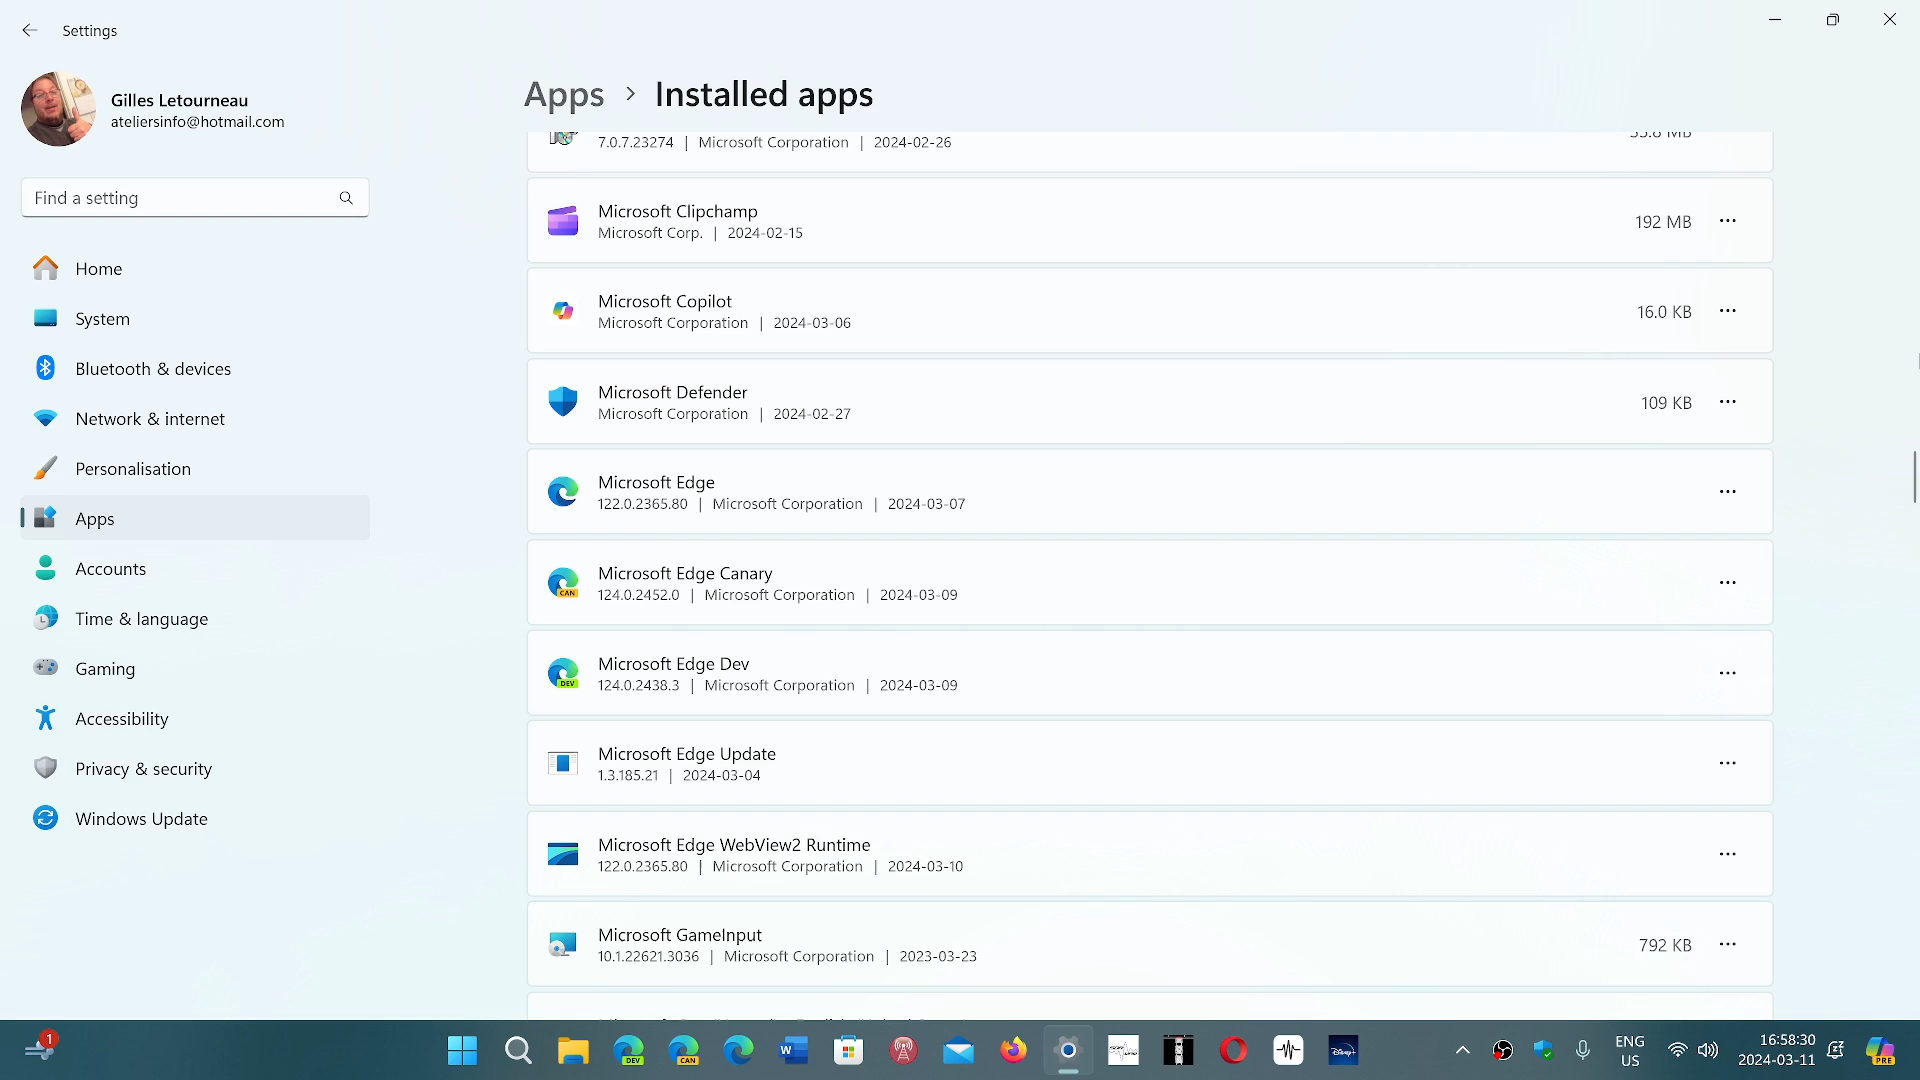 Settings
Gilles Letourneau
ateliersinfo@hotmail.com
Find a setting
Home
System
Bluetooth & devices
Network & internet
Personalisation
Apps
Accounts
Time & language
Gaming
Accessibility
Privacy & security
Windows Update
Apps > Installed apps
7.0.7.23274 | Microsoft Corporation | 2024-02-26
Microsoft Clipchamp
Microsoft Corp. | 2024-02-15
192 MB
Microsoft Copilot
Microsoft Corporation | 2024-03-06
16.0 KB
Microsoft Defender
Microsoft Corporation | 2024-02-27
109 KB
Microsoft Edge
122.0.2365.80 | Microsoft Corporation | 2024-03-07
Microsoft Edge Canary
124.0.2452.0 | Microsoft Corporation | 2024-03-09
CAN
Microsoft Edge Dev
124.0.2438.3 | Microsoft Corporation | 2024-03-09
DEV
Microsoft Edge Update
1.3.185.21 | 2024-03-04
Microsoft Edge WebView2 Runtime
122.0.2365.80 | Microsoft Corporation | 2024-03-10
Microsoft GameInput
10.1.22621.3036 | Microsoft Corporation | 2023-03-23
792 KB
1
DEV
CAN
W
Disney+
ENG
US
16:58:30
2024-03-11
PRE